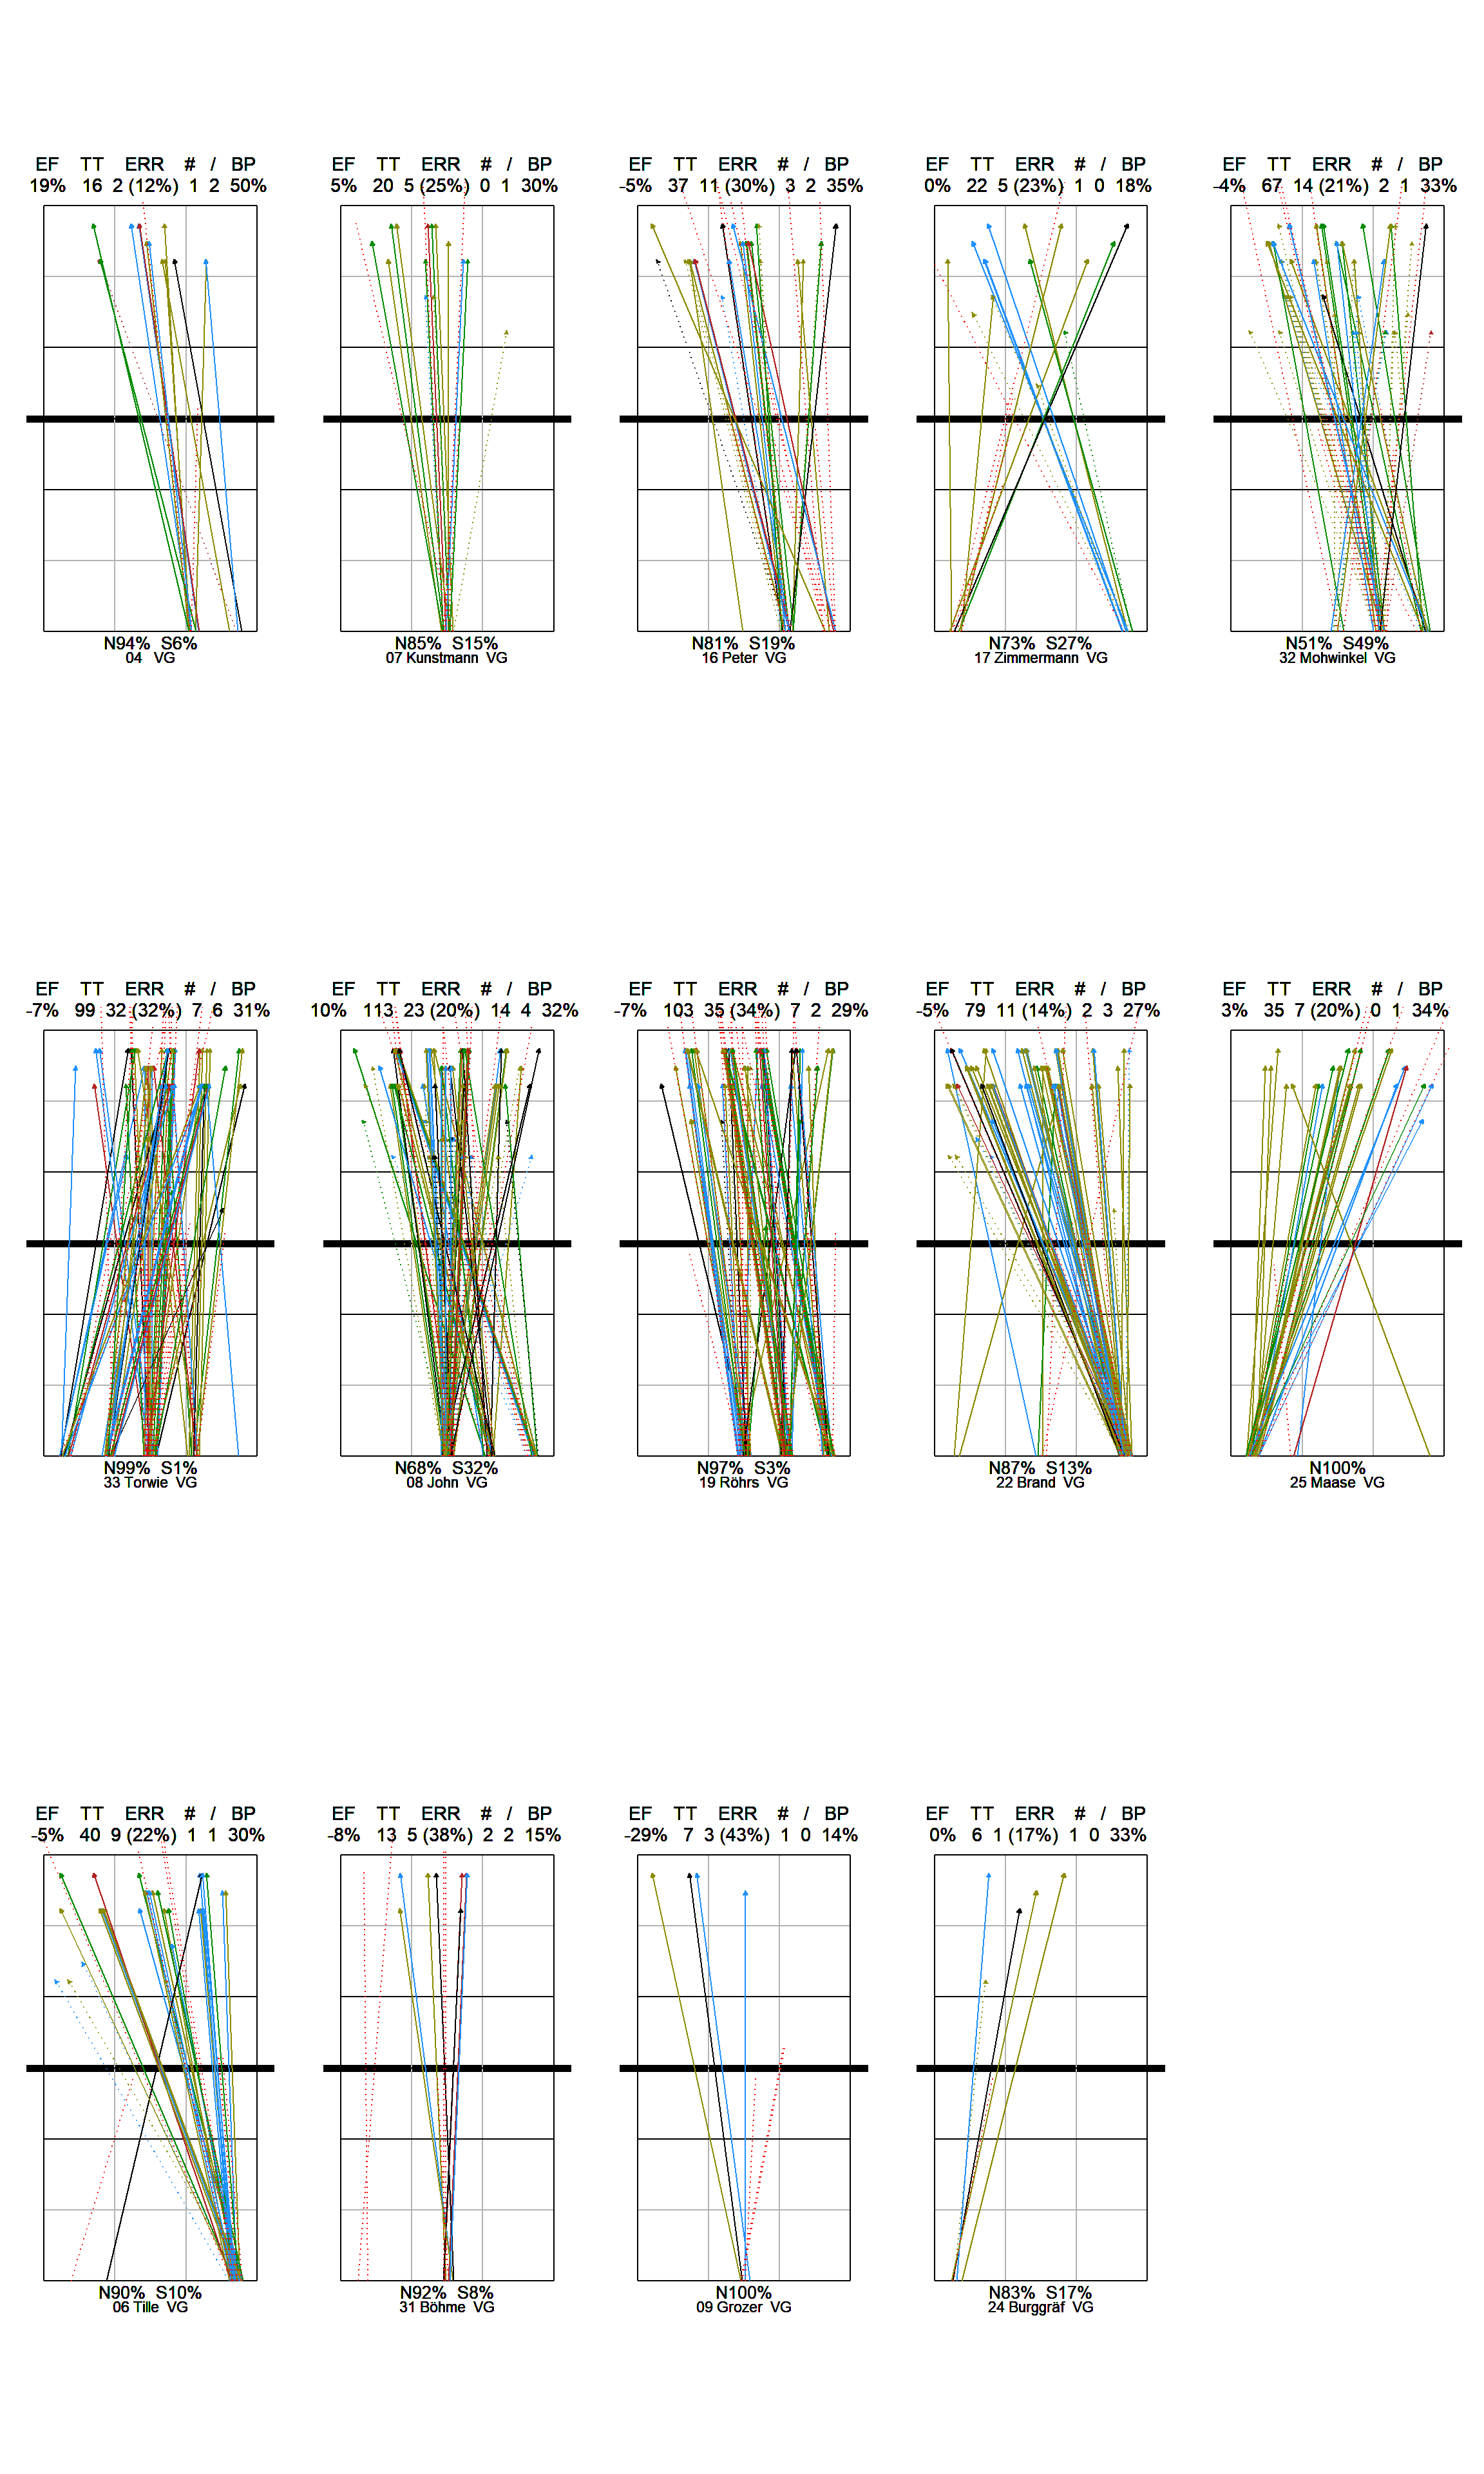 EF TT ERR # / BP EF TT ERR # / BP EF TT ERR # / BP EF TT ERR # / BP EF TT ERR # / BP
19% 16 2 (12%) 1 2 50% 5% 20 5 (25%) 0 1 30% -5% 37 11 (30%) 3 2 35% 0% 22 5 (23%) 1 0 18% -4% 67 14 (21%) 2 1 33%
N94% S6% N85% S15% N81% S19% N73% S27% N51% S49%
04 VG 07 Kunstmann VG 16 Peter VG 17 Zimmermann VG 32 Mohwinkel VG
EF TT ERR # / BP EF TT ERR # / BP EF TT ERR # / BP EF TT ERR # / BP EF TT ERR # / BP
-7% 99 32 (32%) 7 6 31% 10% 113 23 (20%) 14 4 32% -7% 103 35 (34%) 7 2 29% -5% 79 11 (14%) 2 3 27% 3% 35 7 (20%) 0 1 34%
N99% S1% N68% S32% N97% S3% N87% S13% N100%
33 Torwie VG 08 John VG 19 Röhrs VG 22 Brand VG 25 Maase VG
EF TT ERR # / BP EF TT ERR # / BP EF TT ERR # / BP EF TT ERR # / BP
-5% 40 9 (22%) 1 1 30% -8% 13 5 (38%) 2 2 15% -29% 7 3 (43%) 1 0 14% 0% 6 1 (17%) 1 0 33%
N90% S10% N92% S8% N100% N83% S17%
06 Tille VG 31 Böhme VG 09 Grozer VG 24 Burggräf VG